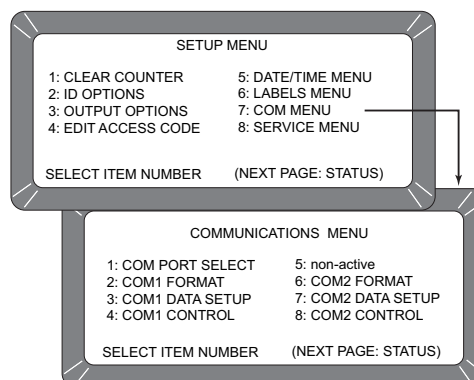 SETUP MENU
1: CLEAR COUNTER
2: ID OPTIONS
3: OUTPUT OPTIONS
4: EDIT ACCESS CODE
5: DATE/TIME MENU
6: LABELS MENU
7: COM MENU
8: SERVICE MENU
SELECT ITEM NUMBER (NEXT PAGE: STATUS)
COMMUNICATIONS MENU
1: COM PORT SELECT
2: COM1 FORMAT
3: COM1 DATA SETUP
4: COM1 CONTROL
5: non-active
6: COM2 FORMAT
7: COM2 DATA SETUP
8: COM2 CONTROL
SELECT ITEM NUMBER (NEXT PAGE: STATUS)